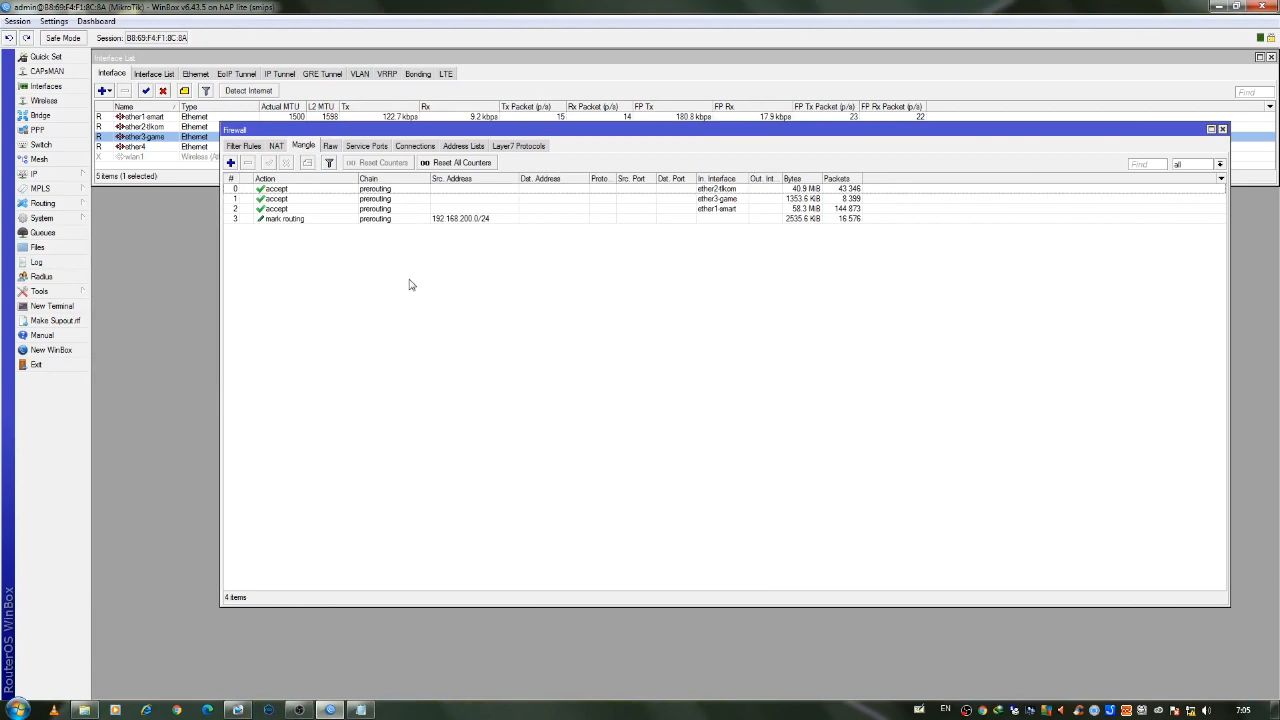 admin@B8:69:F4:F1:8C:8A (MikroTik) - WinBox v6.43.5 on hAP lite (smips)
Session Settings Dashboard
Safe Mode Session: B8:69:F4:F1:8C:8A
Quick Set
CAPsMAN
Interfaces
Wireless
Bridge
PPP
Switch
Mesh
IP
MPLS
Routing
System
Queues
Files
Log
Radius
Tools
New Terminal
Make Supout.rif
Manual
New WinBox
Exit
RouterOS WinBox
Interface List
Interface Interface List Ethernet EoIP Tunnel IP Tunnel GRE Tunnel VLAN VRRP Bonding LTE
Detect Internet Find
Name Type Actual MTU L2 MTU Tx Rx Tx Packet (p/s) Rx Packet (p/s) FP Tx FP Rx FP Tx Packet (p/s) FP Rx Packet (p/s)
R ether1-smart Ethernet 1500 1598 122.7 kbps 9.2 kbps 15 14 180.8 kbps 17.9 kbps 23 22
R ether2-tlkom Ethernet
R ether3-game Ethernet
R ether4 Ethernet
X wlan1 Wireless (Ath
5 items (1 selected)
Firewall
Filter Rules NAT Mangle Raw Service Ports Connections Address Lists Layer7 Protocols
Reset Counters 00 Reset All Counters Find all
# Action Chain Src. Address Dst. Address Proto... Src. Port Dst. Port In. Interface Out. Int... Bytes Packets
0 accept prerouting ether2-tlkom 40.9 MiB 43 346
1 accept prerouting ether3-game 1353.6 KiB 8 399
2 accept prerouting ether1-smart 58.3 MiB 144 873
3 mark routing prerouting 192.168.200.0/24 2535.6 KiB 16 576
4 items
EN 7:05